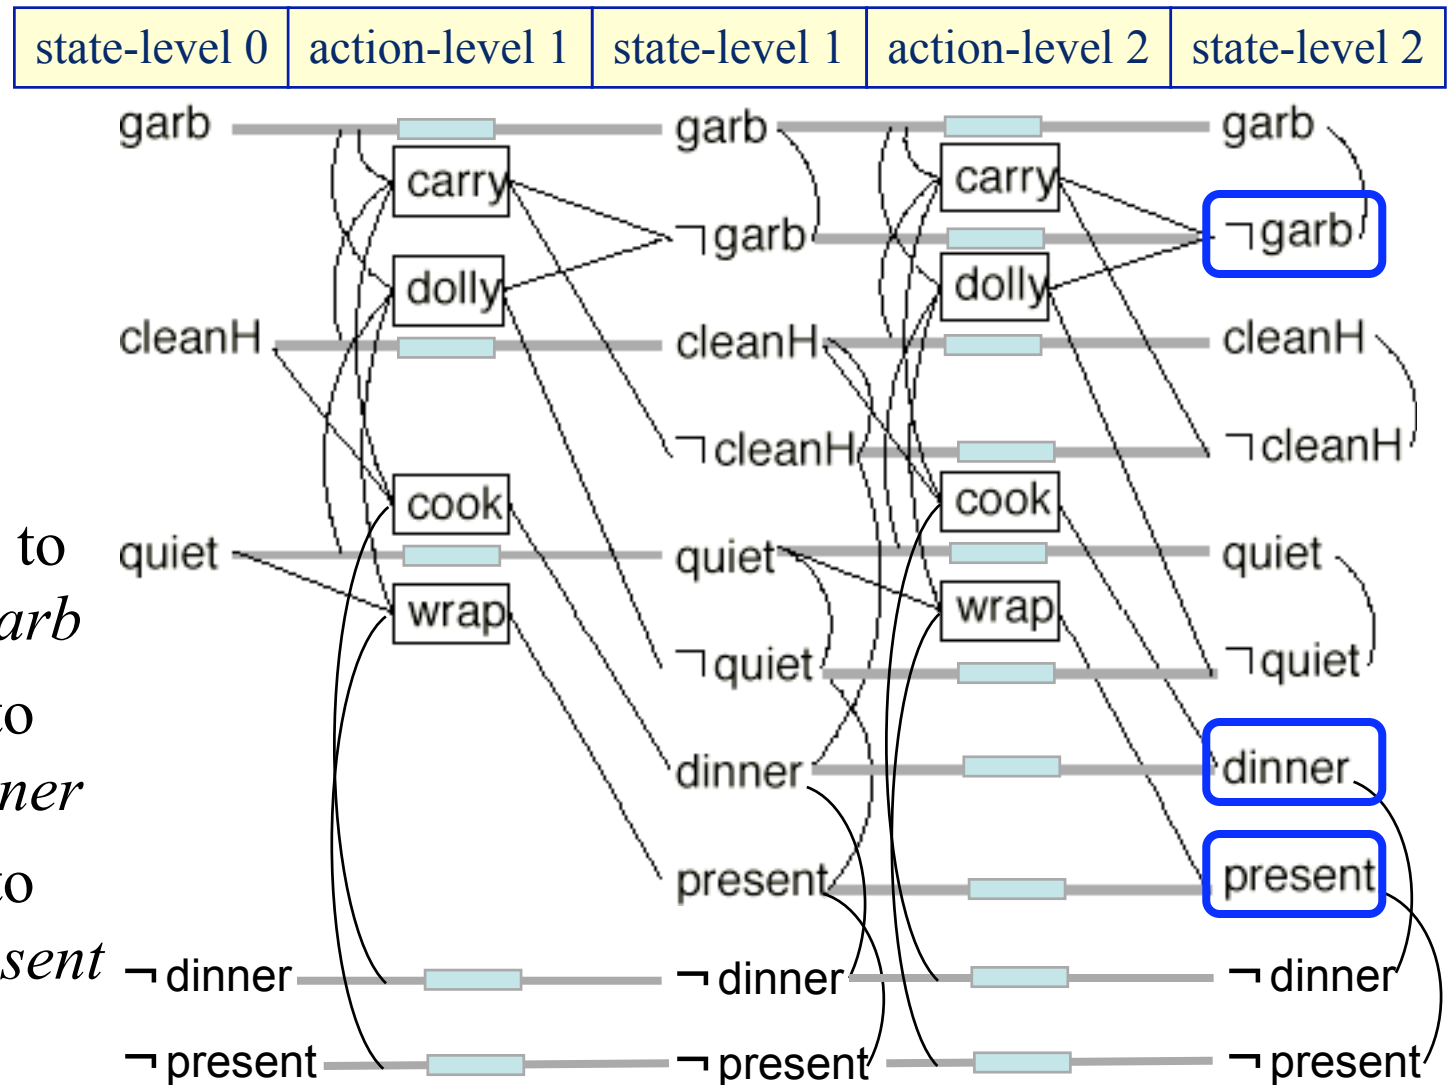 state-level 0 action-level 1 state-level 1 action-level 2 state-level 2
garb garb garb
carry carry
¬garb ¬garb
dolly dolly
cleanH cleanH cleanH
¬cleanH ¬cleanH
cook cook
to quiet quiet quiet
arb wrap wrap
¬quiet ¬quiet
to
ner dinner dinner
to present present
sent ¬ dinner ¬ dinner ¬ dinner
¬ present ¬ present ¬ present